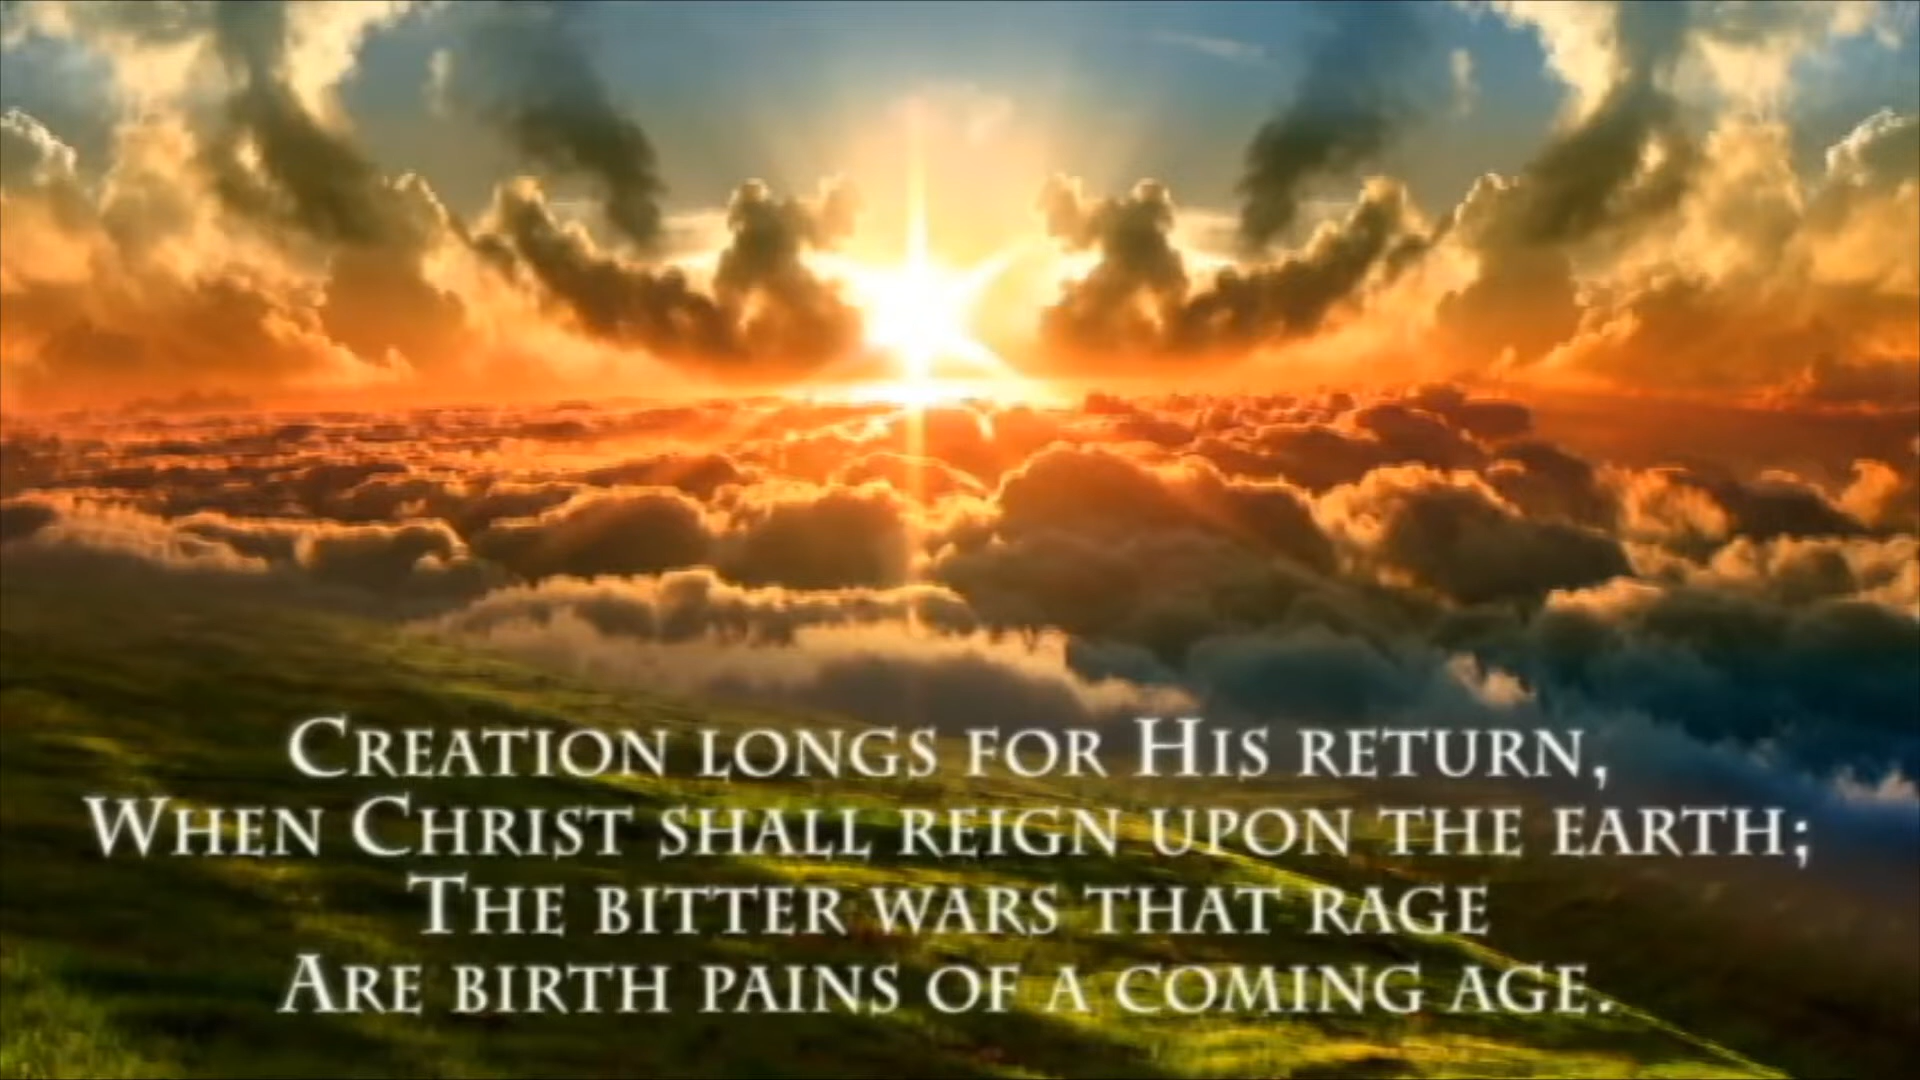 Creation longs for His return,
When Christ shall reign upon the earth;
The bitter wars that rage
Are birth pains of a coming age.